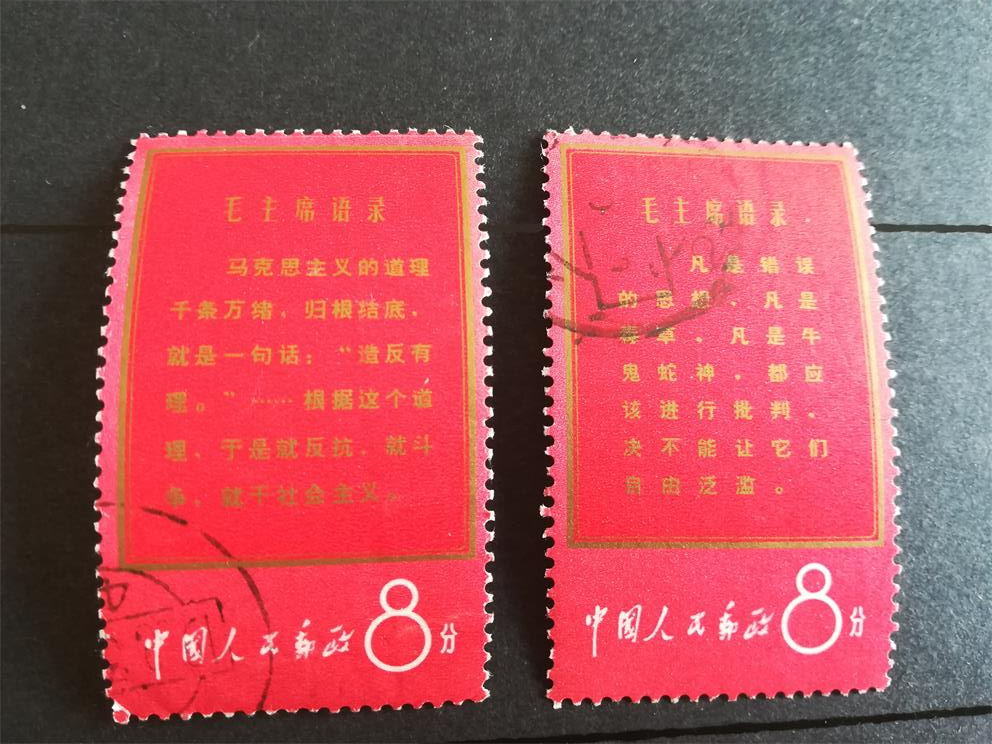 毛主席语录
马克思主义的道理
千条万绪，归根结底，
就是一句话：“造反有
理。”……根据这个道
理，于是就反抗，就斗
争，就干社会主义。
中国人民邮政 8分
毛主席语录
凡是错误
的思想，凡是
毒草，凡是牛
鬼蛇神，都应
该进行批判，
决不能让它们
自由泛滥。
中国人民邮政 8分